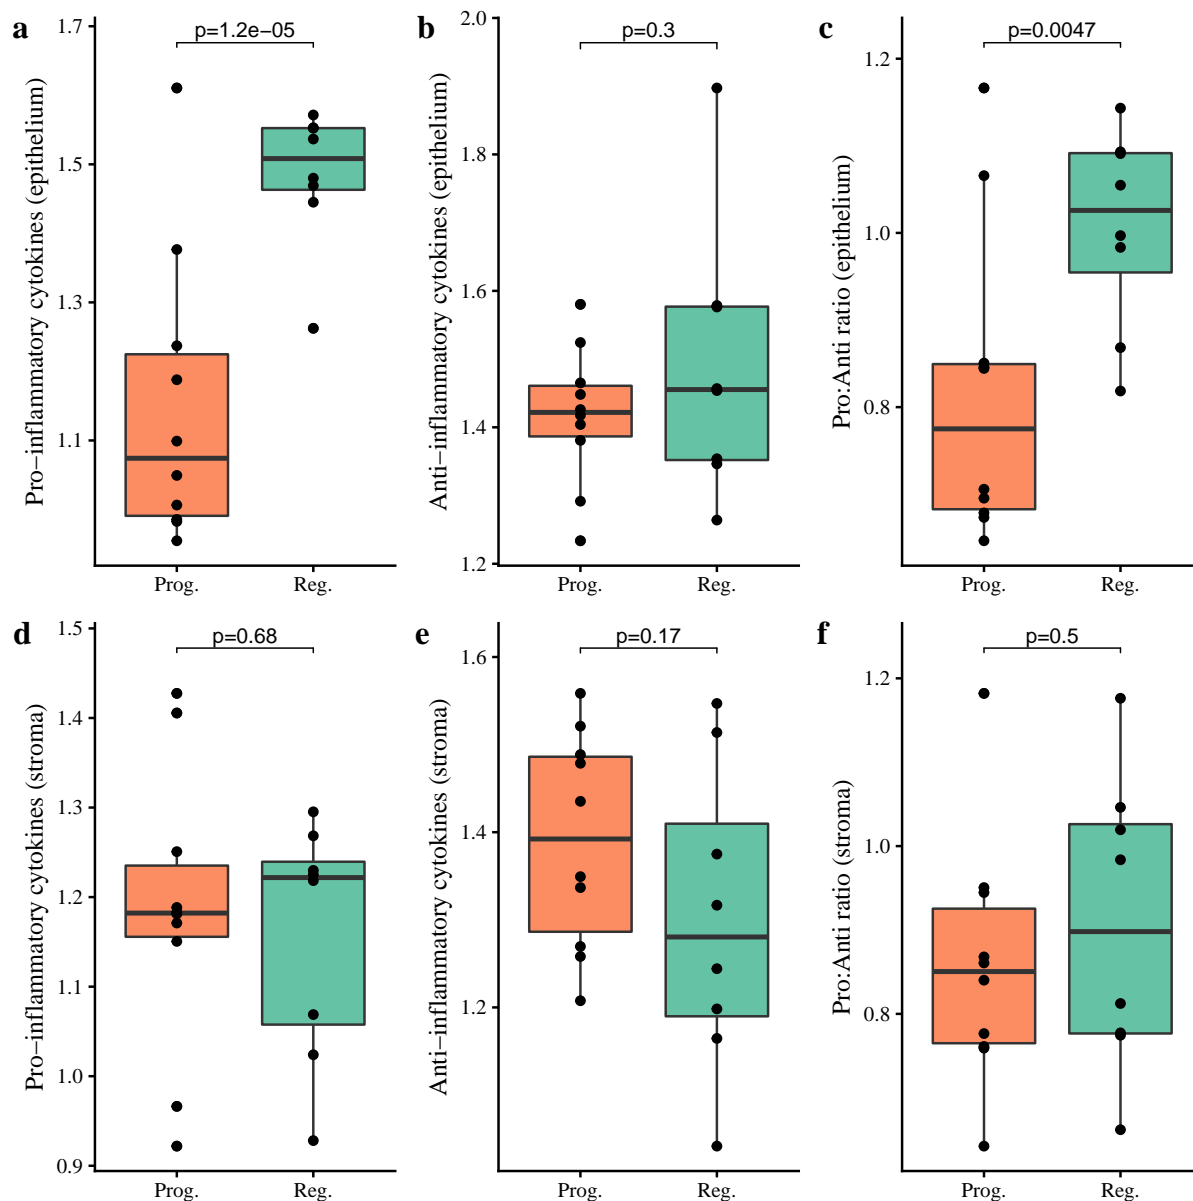 a
p=1.2e−05
Pro−inflammatory cytokines (epithelium)
1.7
1.5
1.3
1.1
Prog.
Reg.
b
p=0.3
Anti−inflammatory cytokines (epithelium)
2.0
1.8
1.6
1.4
1.2
Prog.
Reg.
c
p=0.0047
Pro:Anti ratio (epithelium)
1.2
1.0
0.8
Prog.
Reg.
d
p=0.68
Pro−inflammatory cytokines (stroma)
1.5
1.4
1.3
1.2
1.1
1.0
0.9
Prog.
Reg.
e
p=0.17
Anti−inflammatory cytokines (stroma)
1.6
1.4
1.2
Prog.
Reg.
f
p=0.5
Pro:Anti ratio (stroma)
1.2
1.0
0.8
Prog.
Reg.